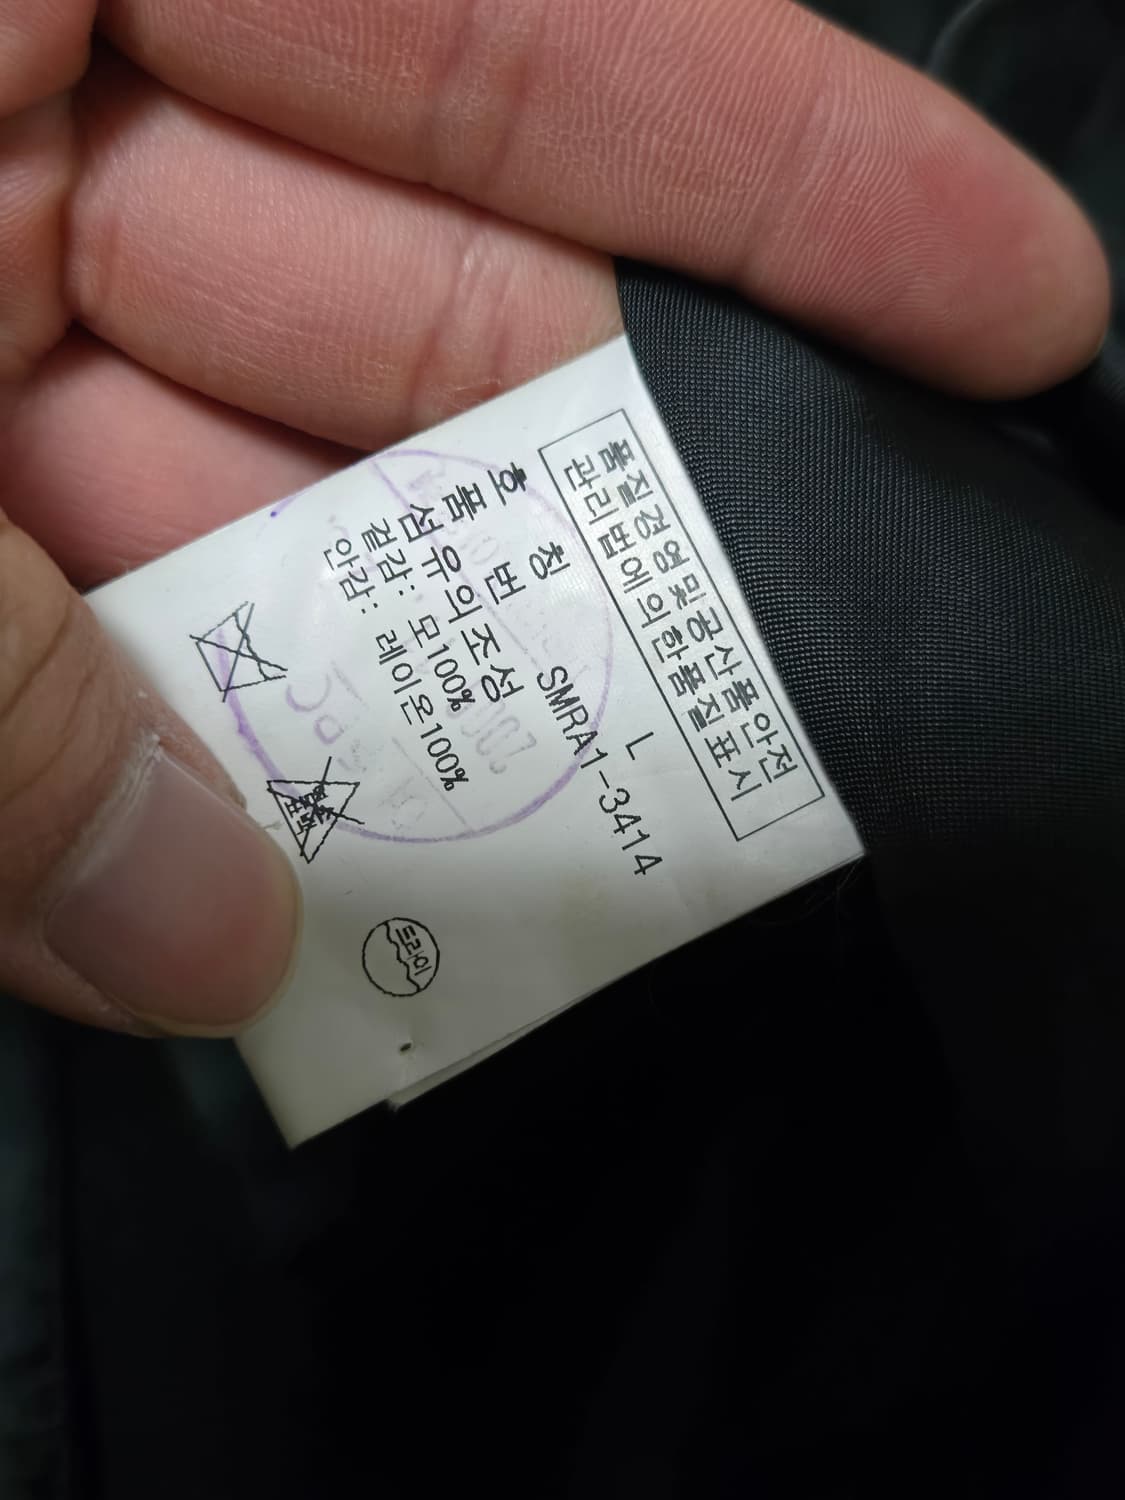 품질경영및공산품안전
관리법에의한품질표시
호 칭 L
품 번 SMRA1-3414
섬유의조성
겉감: 모100%
안감: 레이온100%
드라이